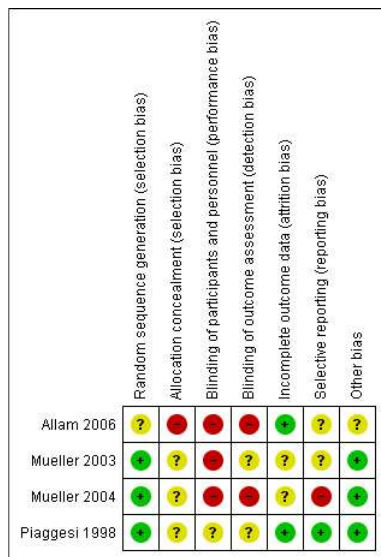 Random sequence generation (selection bias)
Allocation concealment (selection bias)
Blinding of participants and personnel (performance bias)
Blinding of outcome assessment (detection bias)
Incomplete outcome data (attrition bias)
Selective reporting (reporting bias)
Other bias
Allam 2006 ? - - - + ? ?
Mueller 2003 + ? - ? ? ? +
Mueller 2004 + ? - - ? - +
Piaggesi 1998 + ? ? ? + + +